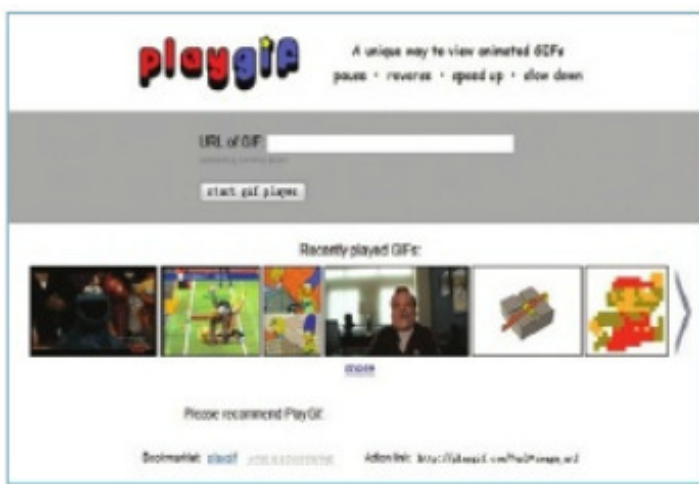 playgif
A unique way to view animated GIFs
pause • reverse • speed up • slow down
URL of GIF:
start gif player
Recently played GIFs:
more
Please recommend PlayGif:
Bookmarklet: playgif
Action link: